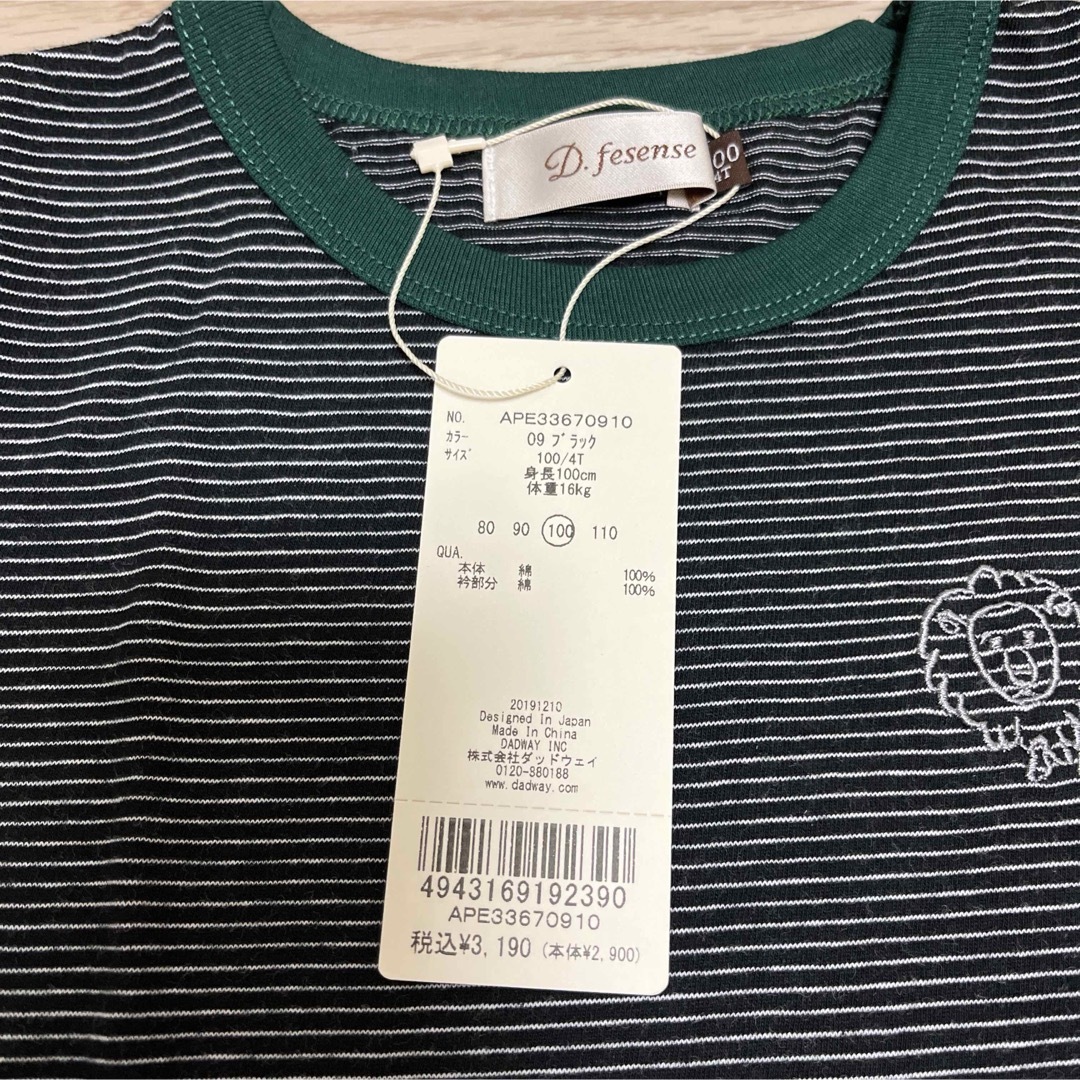 D. fesense
00
NO. APE33670910
カラー 09 ブラック
サイズ 100/4T
身長100cm
体重16kg
80 90 100 110
QUA.
本体 綿 100%
衿部分 綿 100%
20191210
Designed In Japan
Made In China
DADWAY INC
株式会社ダッドウェイ
0120-880188
www.dadway.com
4943169192390
APE33670910
税込¥3,190 (本体¥2,900)